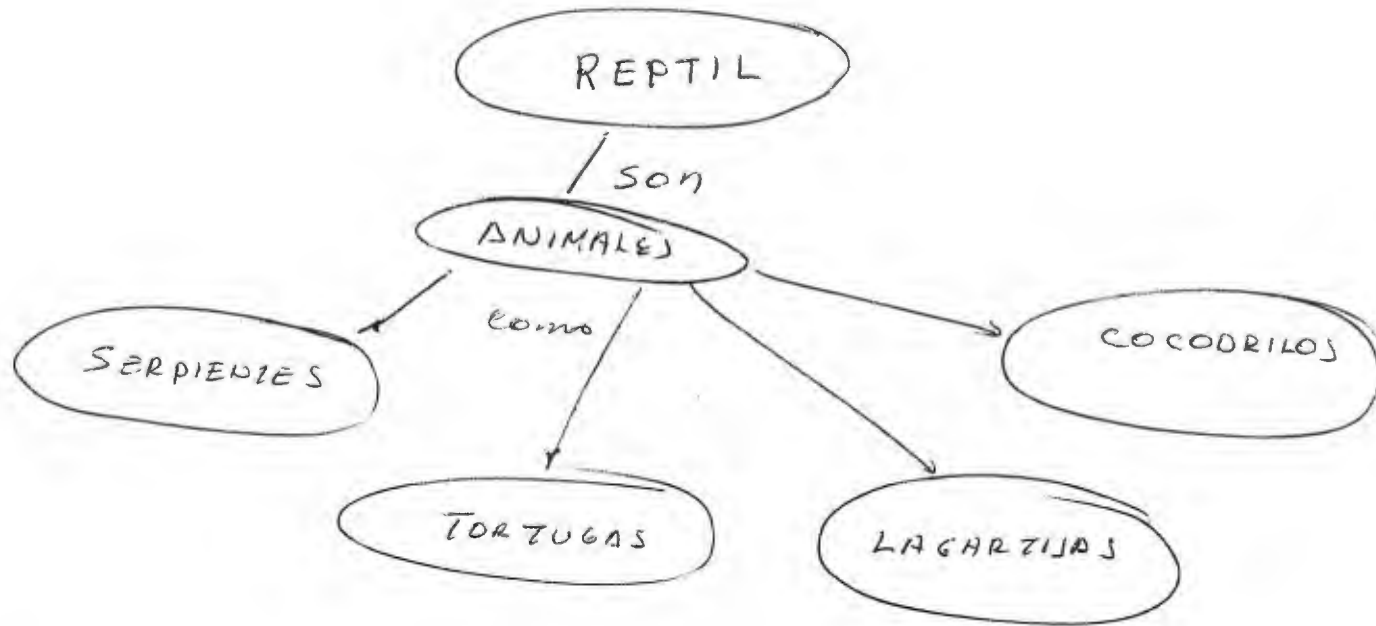 REPTIL
son
ANIMALES
como
SERPIENTES
COCODRILOS
TORTUGAS
LAGARTIJAS